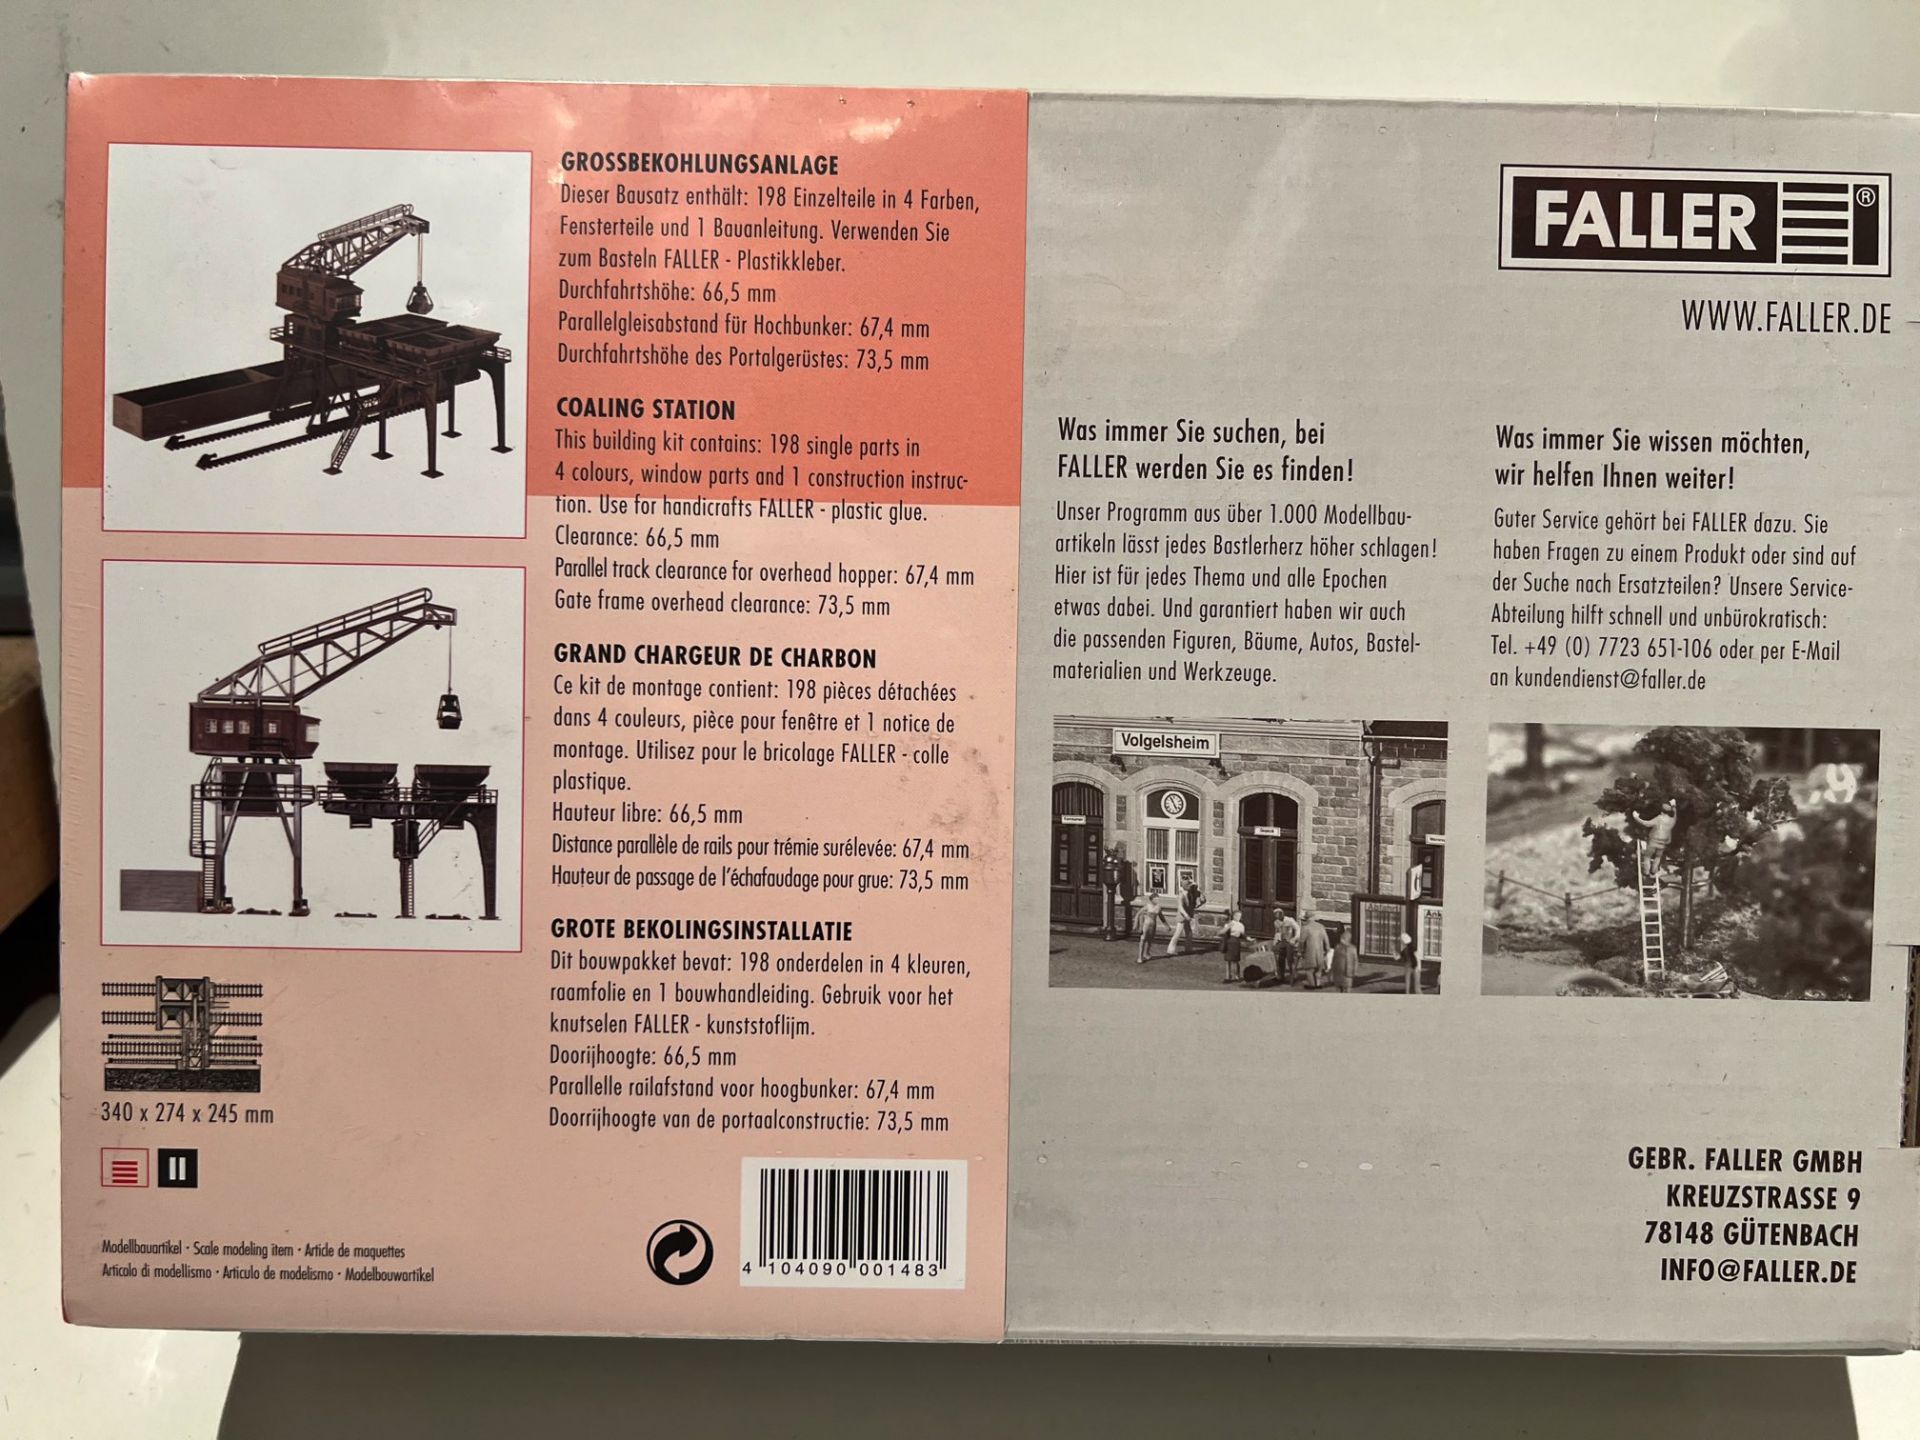 GROSSBEKOHLUNGSANLAGE
Dieser Bausatz enthält: 198 Einzelteile in 4 Farben,
Fensterteile und 1 Bauanleitung. Verwenden Sie
zum Basteln FALLER - Plastikkleber.
Durchfahrtshöhe: 66,5 mm
Parallelgleisabstand für Hochbunker: 67,4 mm
Durchfahrtshöhe des Portalgerüstes: 73,5 mm
COALING STATION
This building kit contains: 198 single parts in
4 colours, window parts and 1 construction instruc-
tion. Use for handicrafts FALLER - plastic glue.
Clearance: 66,5 mm
Parallel track clearance for overhead hopper: 67,4 mm
Gate frame overhead clearance: 73,5 mm
GRAND CHARGEUR DE CHARBON
Ce kit de montage contient: 198 pièces détachées
dans 4 couleurs, pièce pour fenêtre et 1 notice de
montage. Utilisez pour le bricolage FALLER - colle
plastique.
Hauteur libre: 66,5 mm
Distance parallèle de rails pour trémie surélevée: 67,4 mm
Hauteur de passage de l'échafaudage pour grue: 73,5 mm
GROTE BEKOLINGSINSTALLATIE
Dit bouwpakket bevat: 198 onderdelen in 4 kleuren,
raamfolie en 1 bouwhandleiding. Gebruik voor het
knutselen FALLER - kunststoflijm.
Doorijhoogte: 66,5 mm
Parallelle railafstand voor hoogbunker: 67,4 mm
Doorrijhoogte van de portaalconstructie: 73,5 mm
340 x 274 x 245 mm
II
Modellbauartikel · Scale modeling item · Article de maquettes
Articolo di modellismo · Articulo de modelismo · Modelbouwartikel
4 104090 001483
FALLER ®
WWW.FALLER.DE
Was immer Sie suchen, bei
FALLER werden Sie es finden!
Unser Programm aus über 1.000 Modellbau-
artikeln lässt jedes Bastlerherz höher schlagen!
Hier ist für jedes Thema und alle Epochen
etwas dabei. Und garantiert haben wir auch
die passenden Figuren, Bäume, Autos, Bastel-
materialien und Werkzeuge.
Volgelsheim
Was immer Sie wissen möchten,
wir helfen Ihnen weiter!
Guter Service gehört bei FALLER dazu. Sie
haben Fragen zu einem Produkt oder sind auf
der Suche nach Ersatzteilen? Unsere Service-
Abteilung hilft schnell und unbürokratisch:
Tel. +49 (0) 7723 651-106 oder per E-Mail
an kundendienst@faller.de
GEBR. FALLER GMBH
KREUZSTRASSE 9
78148 GÜTENBACH
INFO@FALLER.DE